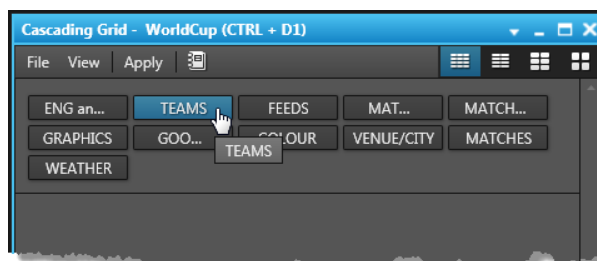 Cascading Grid - WorldCup (CTRL + D1)
File View Apply
ENG an... TEAMS FEEDS MAT... MATCH...
GRAPHICS GOO... COLOUR VENUE/CITY MATCHES
TEAMS
WEATHER